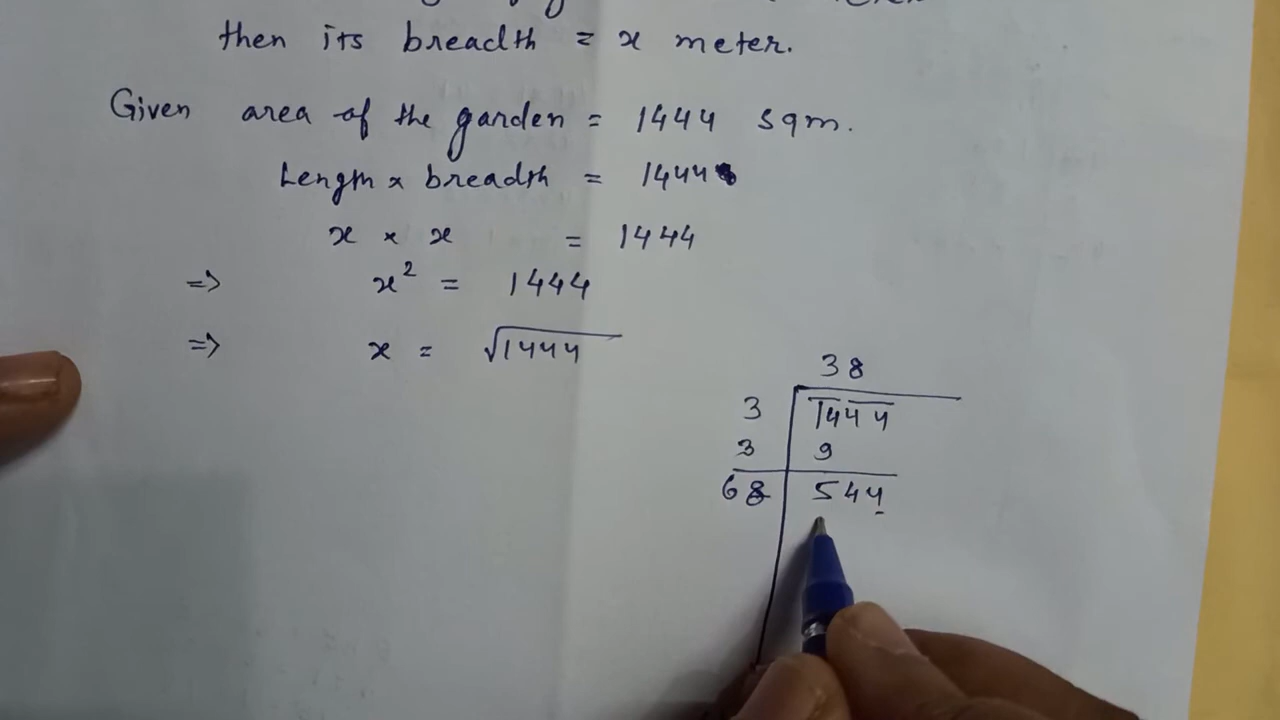 then its breadth = x meter.
Given area of the garden = 1444 sqm.
Length x breadth = 1444
x × x = 1444
=> x² = 1444
=> x = √1444
38
3 1444
3 9
68 544